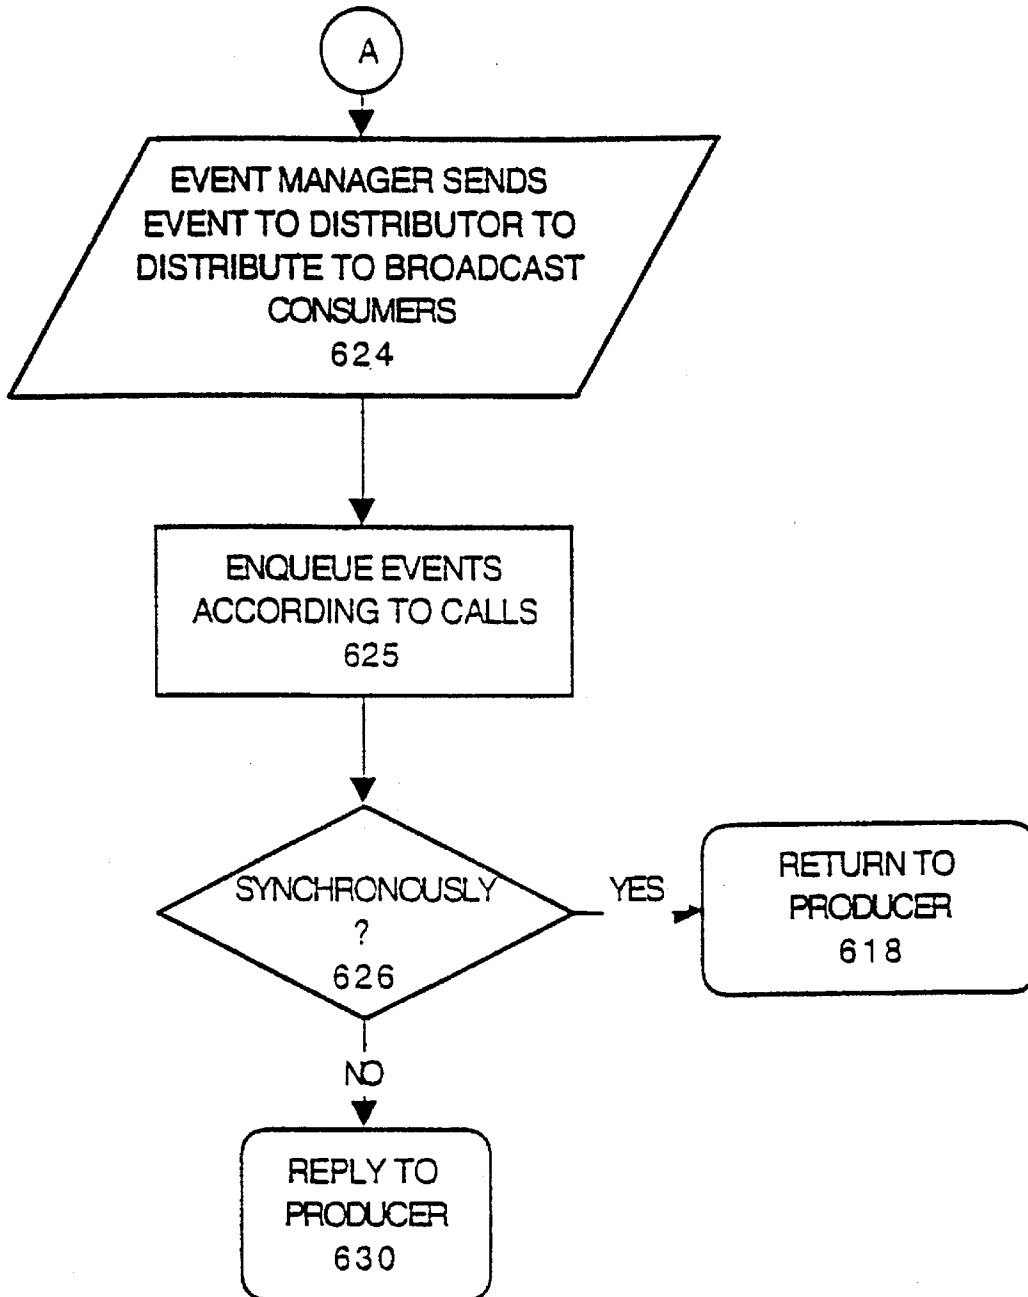 A
EVENT MANAGER SENDS
EVENT TO DISTRIBUTOR TO
DISTRIBUTE TO BROADCAST
CONSUMERS
624
ENQUEUE EVENTS
ACCORDING TO CALLS
625
SYNCHRONOUSLY
?
626
YES
RETURN TO
PRODUCER
618
NO
REPLY TO
PRODUCER
630